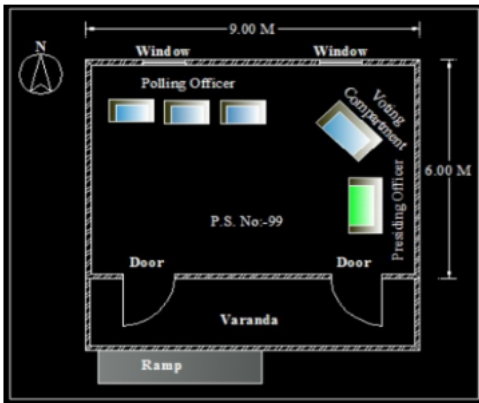 9.00 M
N
Window
Window
Polling Officer
Voting
Compartment
6.00 M
Presiding Officer
P.S. No:-99
Door
Door
Varanda
Ramp